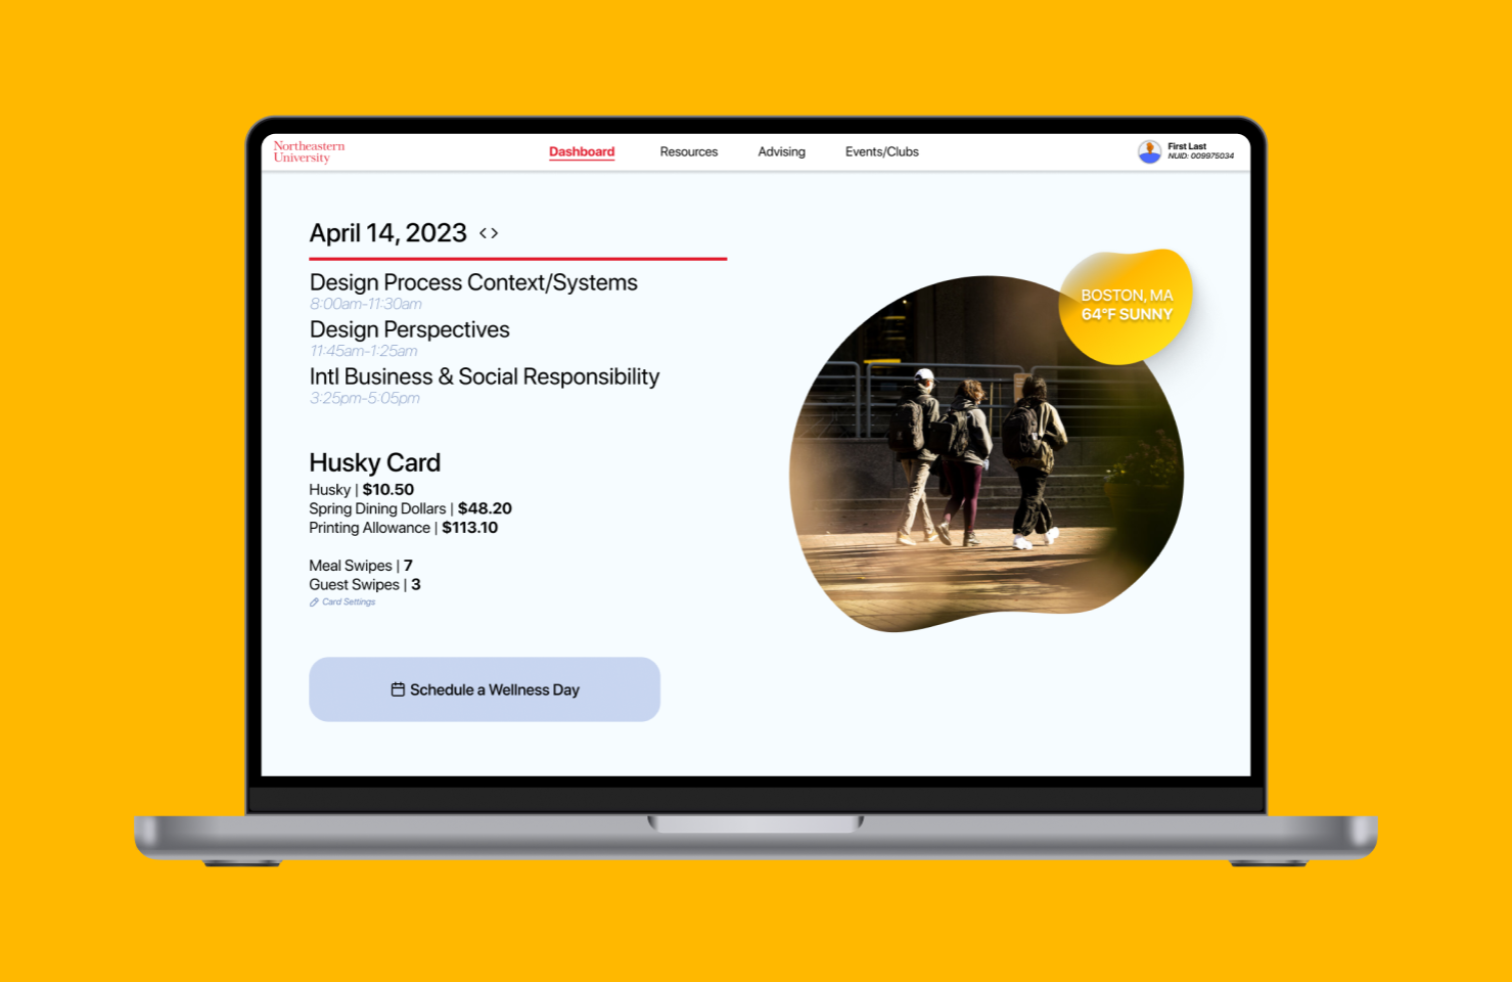 Northeastern
University
Dashboard
Resources
Advising
Events/Clubs
First Last
NUID: 009975034
April 14, 2023 <>
Design Process Context/Systems
8:00am-11:30am
Design Perspectives
11:45am-1:25am
Intl Business & Social Responsibility
3:25pm-5:05pm
Husky Card
Husky | $10.50
Spring Dining Dollars | $48.20
Printing Allowance | $113.10
Meal Swipes | 7
Guest Swipes | 3
Card Settings
Schedule a Wellness Day
BOSTON, MA
64°F SUNNY